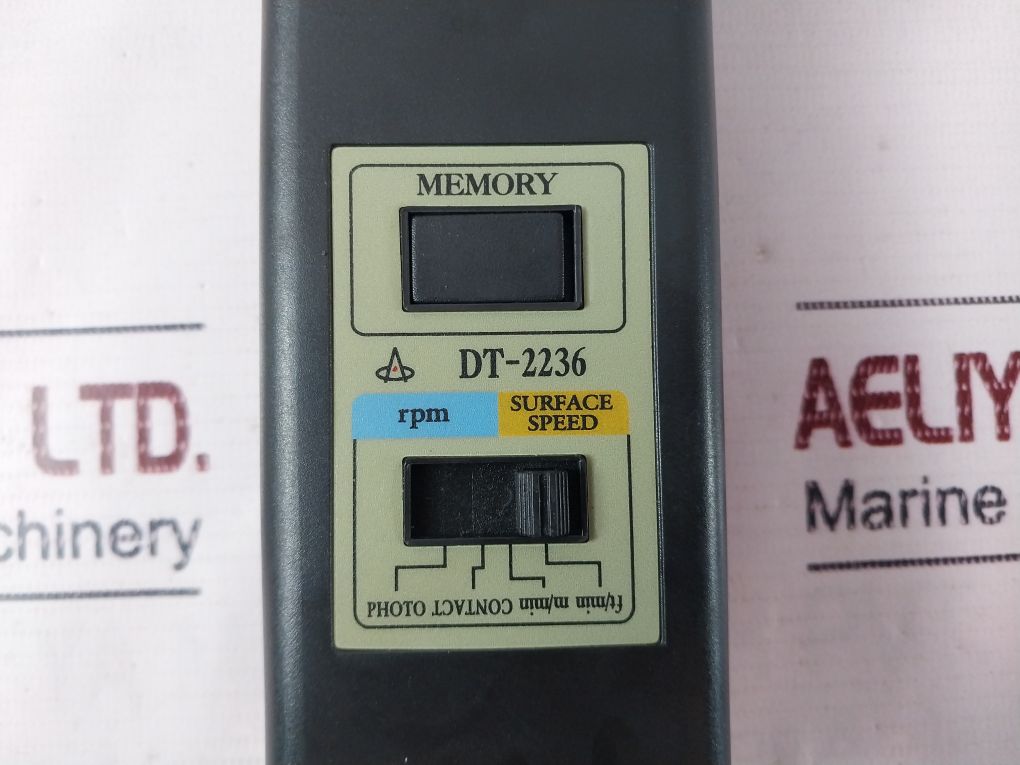 MEMORY
DT-2236
rpm
SURFACE
SPEED
PHOTO CONTACT m/min ft/min
LTD.
chinery
AELIY
Marine